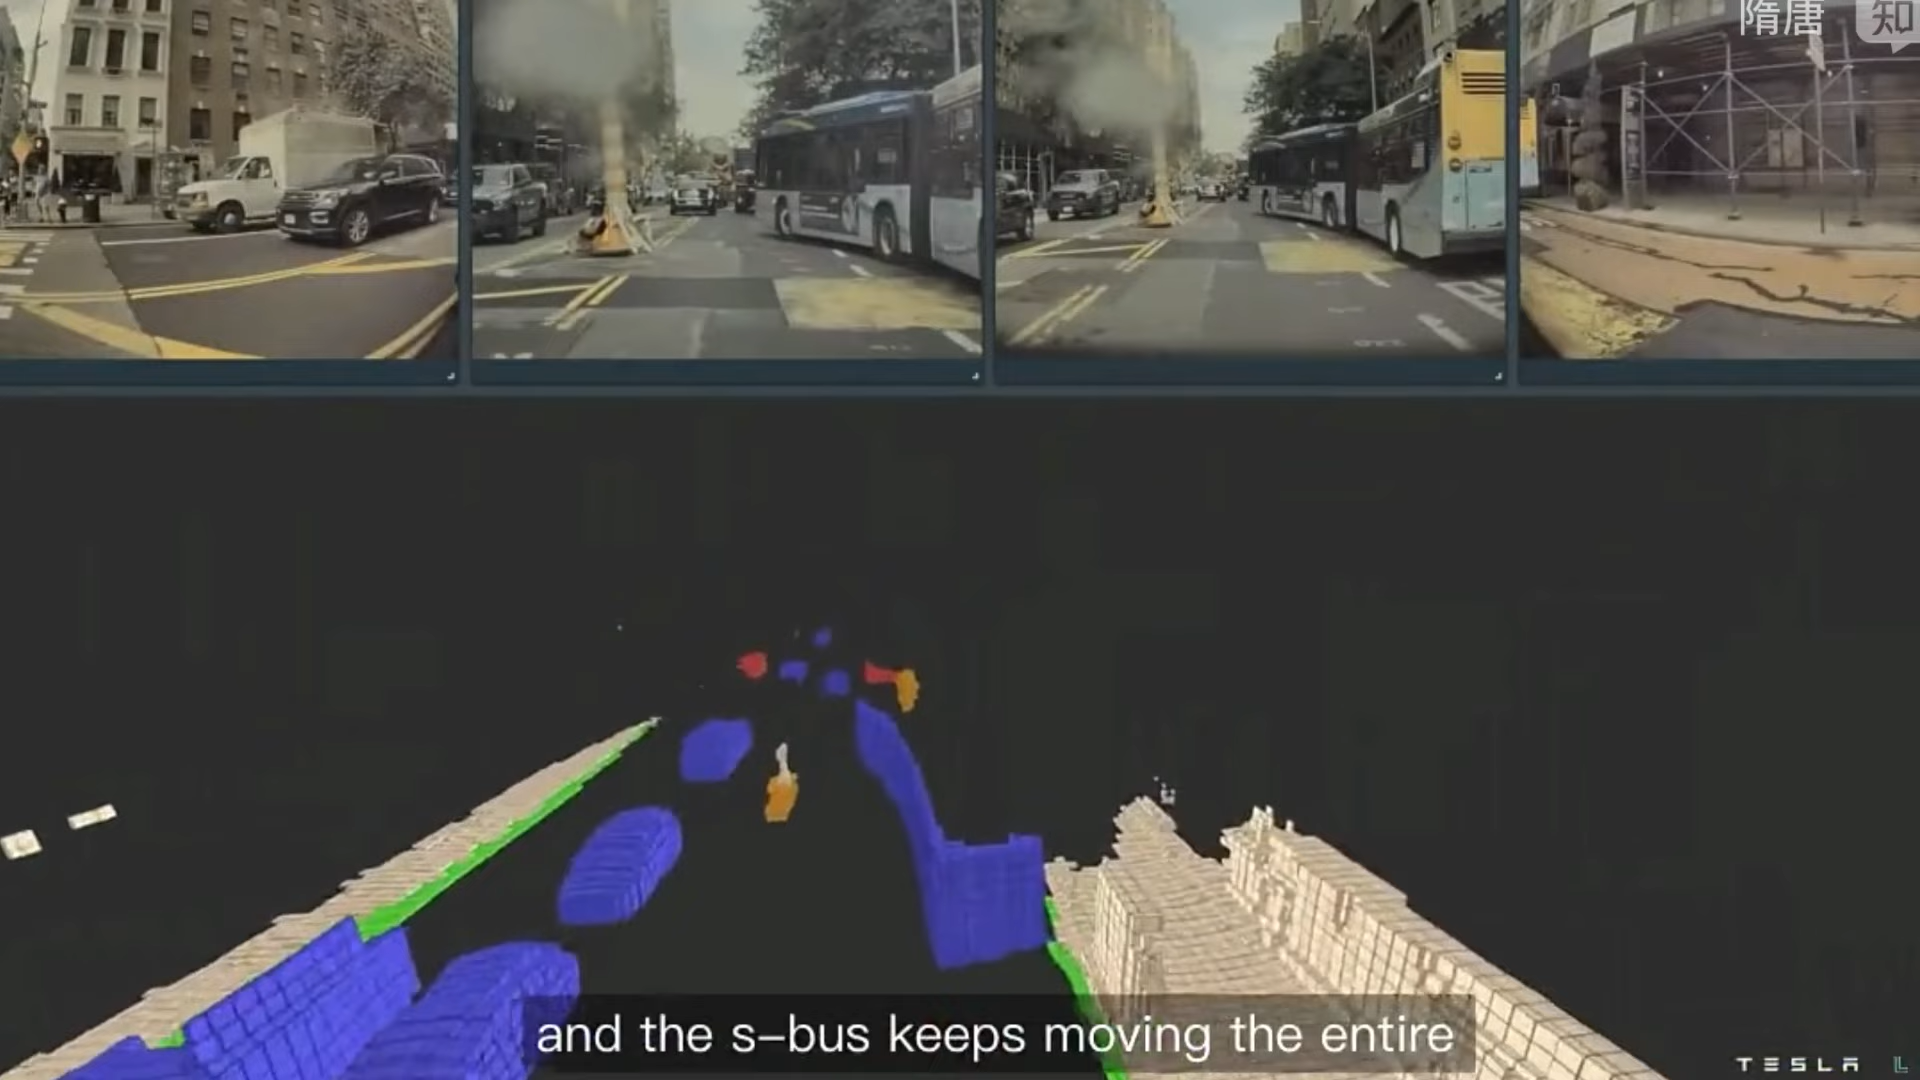 隋唐
知
and the s-bus keeps moving the entire
TESLA L